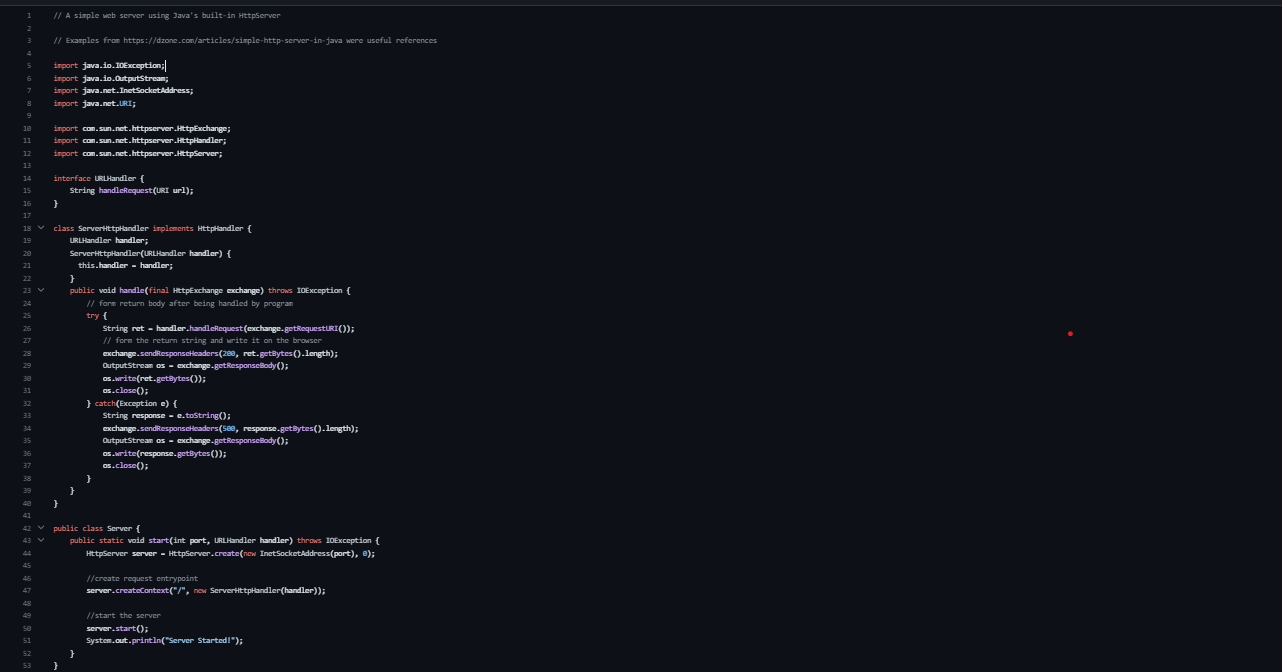 1 // A simple web server using Java's built-in HttpServer
2
3 // Examples from https://dzone.com/articles/simple-http-server-in-java were useful references
4
5 import java.io.IOException;
6 import java.io.OutputStream;
7 import java.net.InetSocketAddress;
8 import java.net.URI;
9
10 import com.sun.net.httpserver.HttpExchange;
11 import com.sun.net.httpserver.HttpHandler;
12 import com.sun.net.httpserver.HttpServer;
13
14 interface URLHandler {
15     String handleRequest(URI url);
16 }
17
18 class ServerHttpHandler implements HttpHandler {
19     URLHandler handler;
20     ServerHttpHandler(URLHandler handler) {
21       this.handler = handler;
22     }
23     public void handle(final HttpExchange exchange) throws IOException {
24         // form return body after being handled by program
25         try {
26             String ret = handler.handleRequest(exchange.getRequestURI());
27             // form the return string and write it on the browser
28             exchange.sendResponseHeaders(200, ret.getBytes().length);
29             OutputStream os = exchange.getResponseBody();
30             os.write(ret.getBytes());
31             os.close();
32         } catch(Exception e) {
33             String response = e.toString();
34             exchange.sendResponseHeaders(500, response.getBytes().length);
35             OutputStream os = exchange.getResponseBody();
36             os.write(response.getBytes());
37             os.close();
38         }
39     }
40 }
41
42 public class Server {
43     public static void start(int port, URLHandler handler) throws IOException {
44         HttpServer server = HttpServer.create(new InetSocketAddress(port), 0);
45
46         //create request entrypoint
47         server.createContext("/", new ServerHttpHandler(handler));
48
49         //start the server
50         server.start();
51         System.out.println("Server Started!");
52     }
53 }